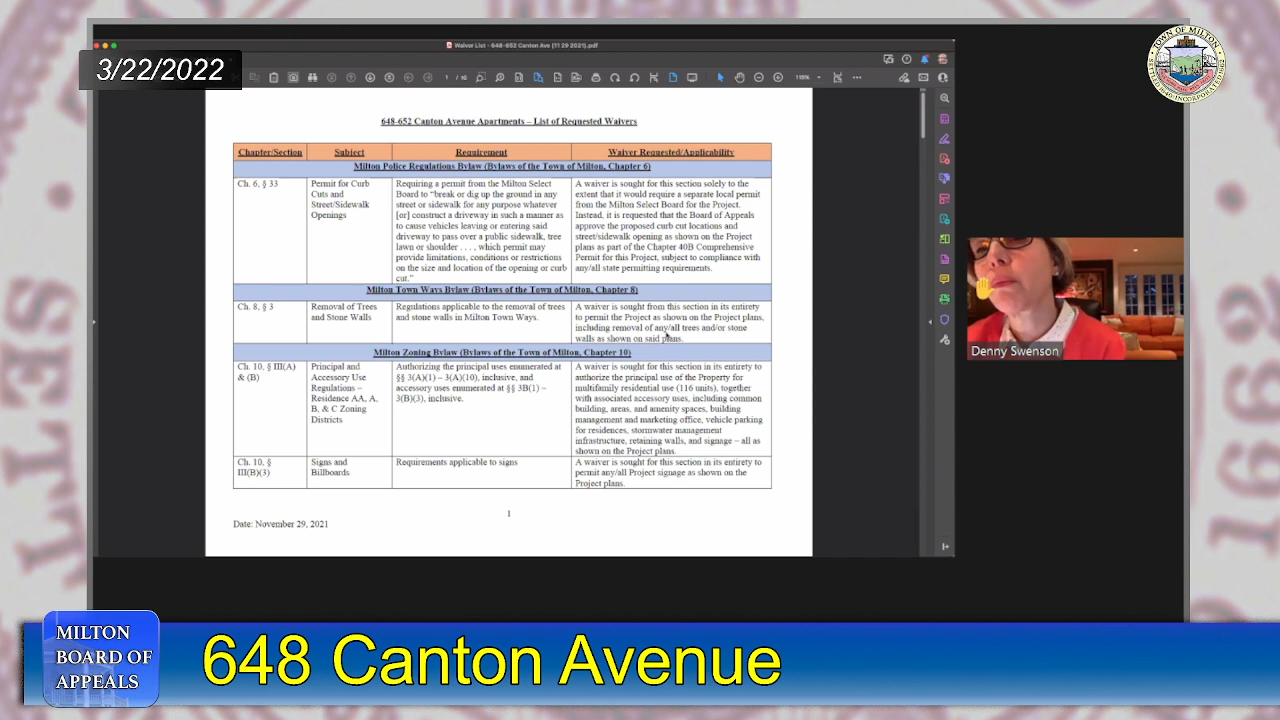 3/22/2022
Waiver List - 648-652 Canton Ave (11 29 2021).pdf
TOWN OF MILTON
1
115%
648-652 Canton Avenue Apartments – List of Requested Waivers
Chapter/Section Subject Requirement Waiver Requested/Applicability
Milton Police Regulations Bylaw (Bylaws of the Town of Milton, Chapter 6)
Ch. 6, § 33
Permit for Curb
Cuts and
Street/Sidewalk
Openings
Requiring a permit from the Milton Select
Board to “break or dig up the ground in any
street or sidewalk for any purpose whatever
[or] construct a driveway in such a manner as
to cause vehicles leaving or entering said
driveway to pass over a public sidewalk, tree
lawn or shoulder . . . , which permit may
provide limitations, conditions or restrictions
on the size and location of the opening or curb
cut.”
A waiver is sought for this section solely to the
extent that it would require a separate local permit
from the Milton Select Board for the Project.
Instead, it is requested that the Board of Appeals
approve the proposed curb cut locations and
street/sidewalk opening as shown on the Project
plans as part of the Chapter 40B Comprehensive
Permit for this Project, subject to compliance with
any/all state permitting requirements.
Milton Town Ways Bylaw (Bylaws of the Town of Milton, Chapter 8)
Ch. 8, § 3
Removal of Trees
and Stone Walls
Regulations applicable to the removal of trees
and stone walls in Milton Town Ways.
A waiver is sought from this section in its entirety
to permit the Project as shown on the Project plans,
including removal of any/all trees and/or stone
walls as shown on said plans.
Milton Zoning Bylaw (Bylaws of the Town of Milton, Chapter 10)
Ch. 10, § III(A)
& (B)
Principal and
Accessory Use
Regulations –
Residence AA, A,
B, & C Zoning
Districts
Authorizing the principal uses enumerated at
§§ 3(A)(1) – 3(A)(10), inclusive, and
accessory uses enumerated at §§ 3B(1) –
3(B)(3), inclusive.
A waiver is sought for this section in its entirety to
authorize the principal use of the Property for
multifamily residential use (116 units), together
with associated accessory uses, including common
building, areas, and amenity spaces, building
management and marketing office, vehicle parking
for residences, stormwater management
infrastructure, retaining walls, and signage – all as
shown on the Project plans.
Ch. 10, §
III(B)(3)
Signs and
Billboards
Requirements applicable to signs
A waiver is sought for this section in its entirety to
permit any/all Project signage as shown on the
Project plans.
1
Date: November 29, 2021
Denny Swenson
MILTON
BOARD OF
APPEALS
648 Canton Avenue